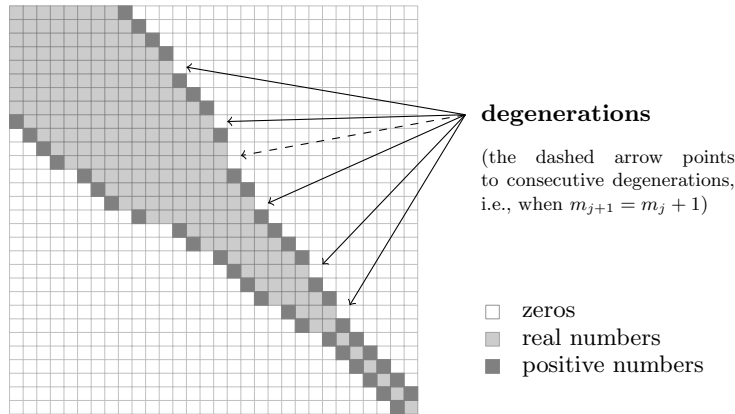 degenerations
(the dashed arrow points
to consecutive degenerations,
i.e., when $m_{j+1} = m_j + 1$)
zeros
real numbers
positive numbers